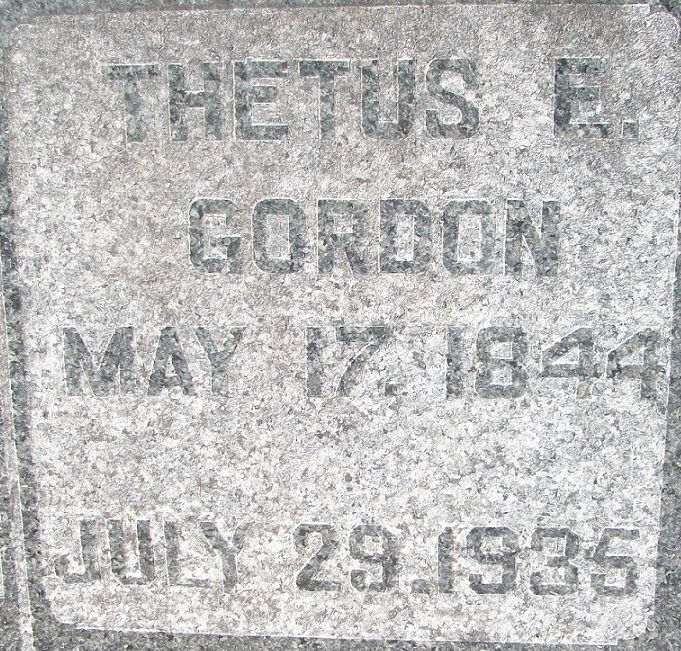 THETUS E.
GORDON
MAY 17, 1844
JULY 29, 1935